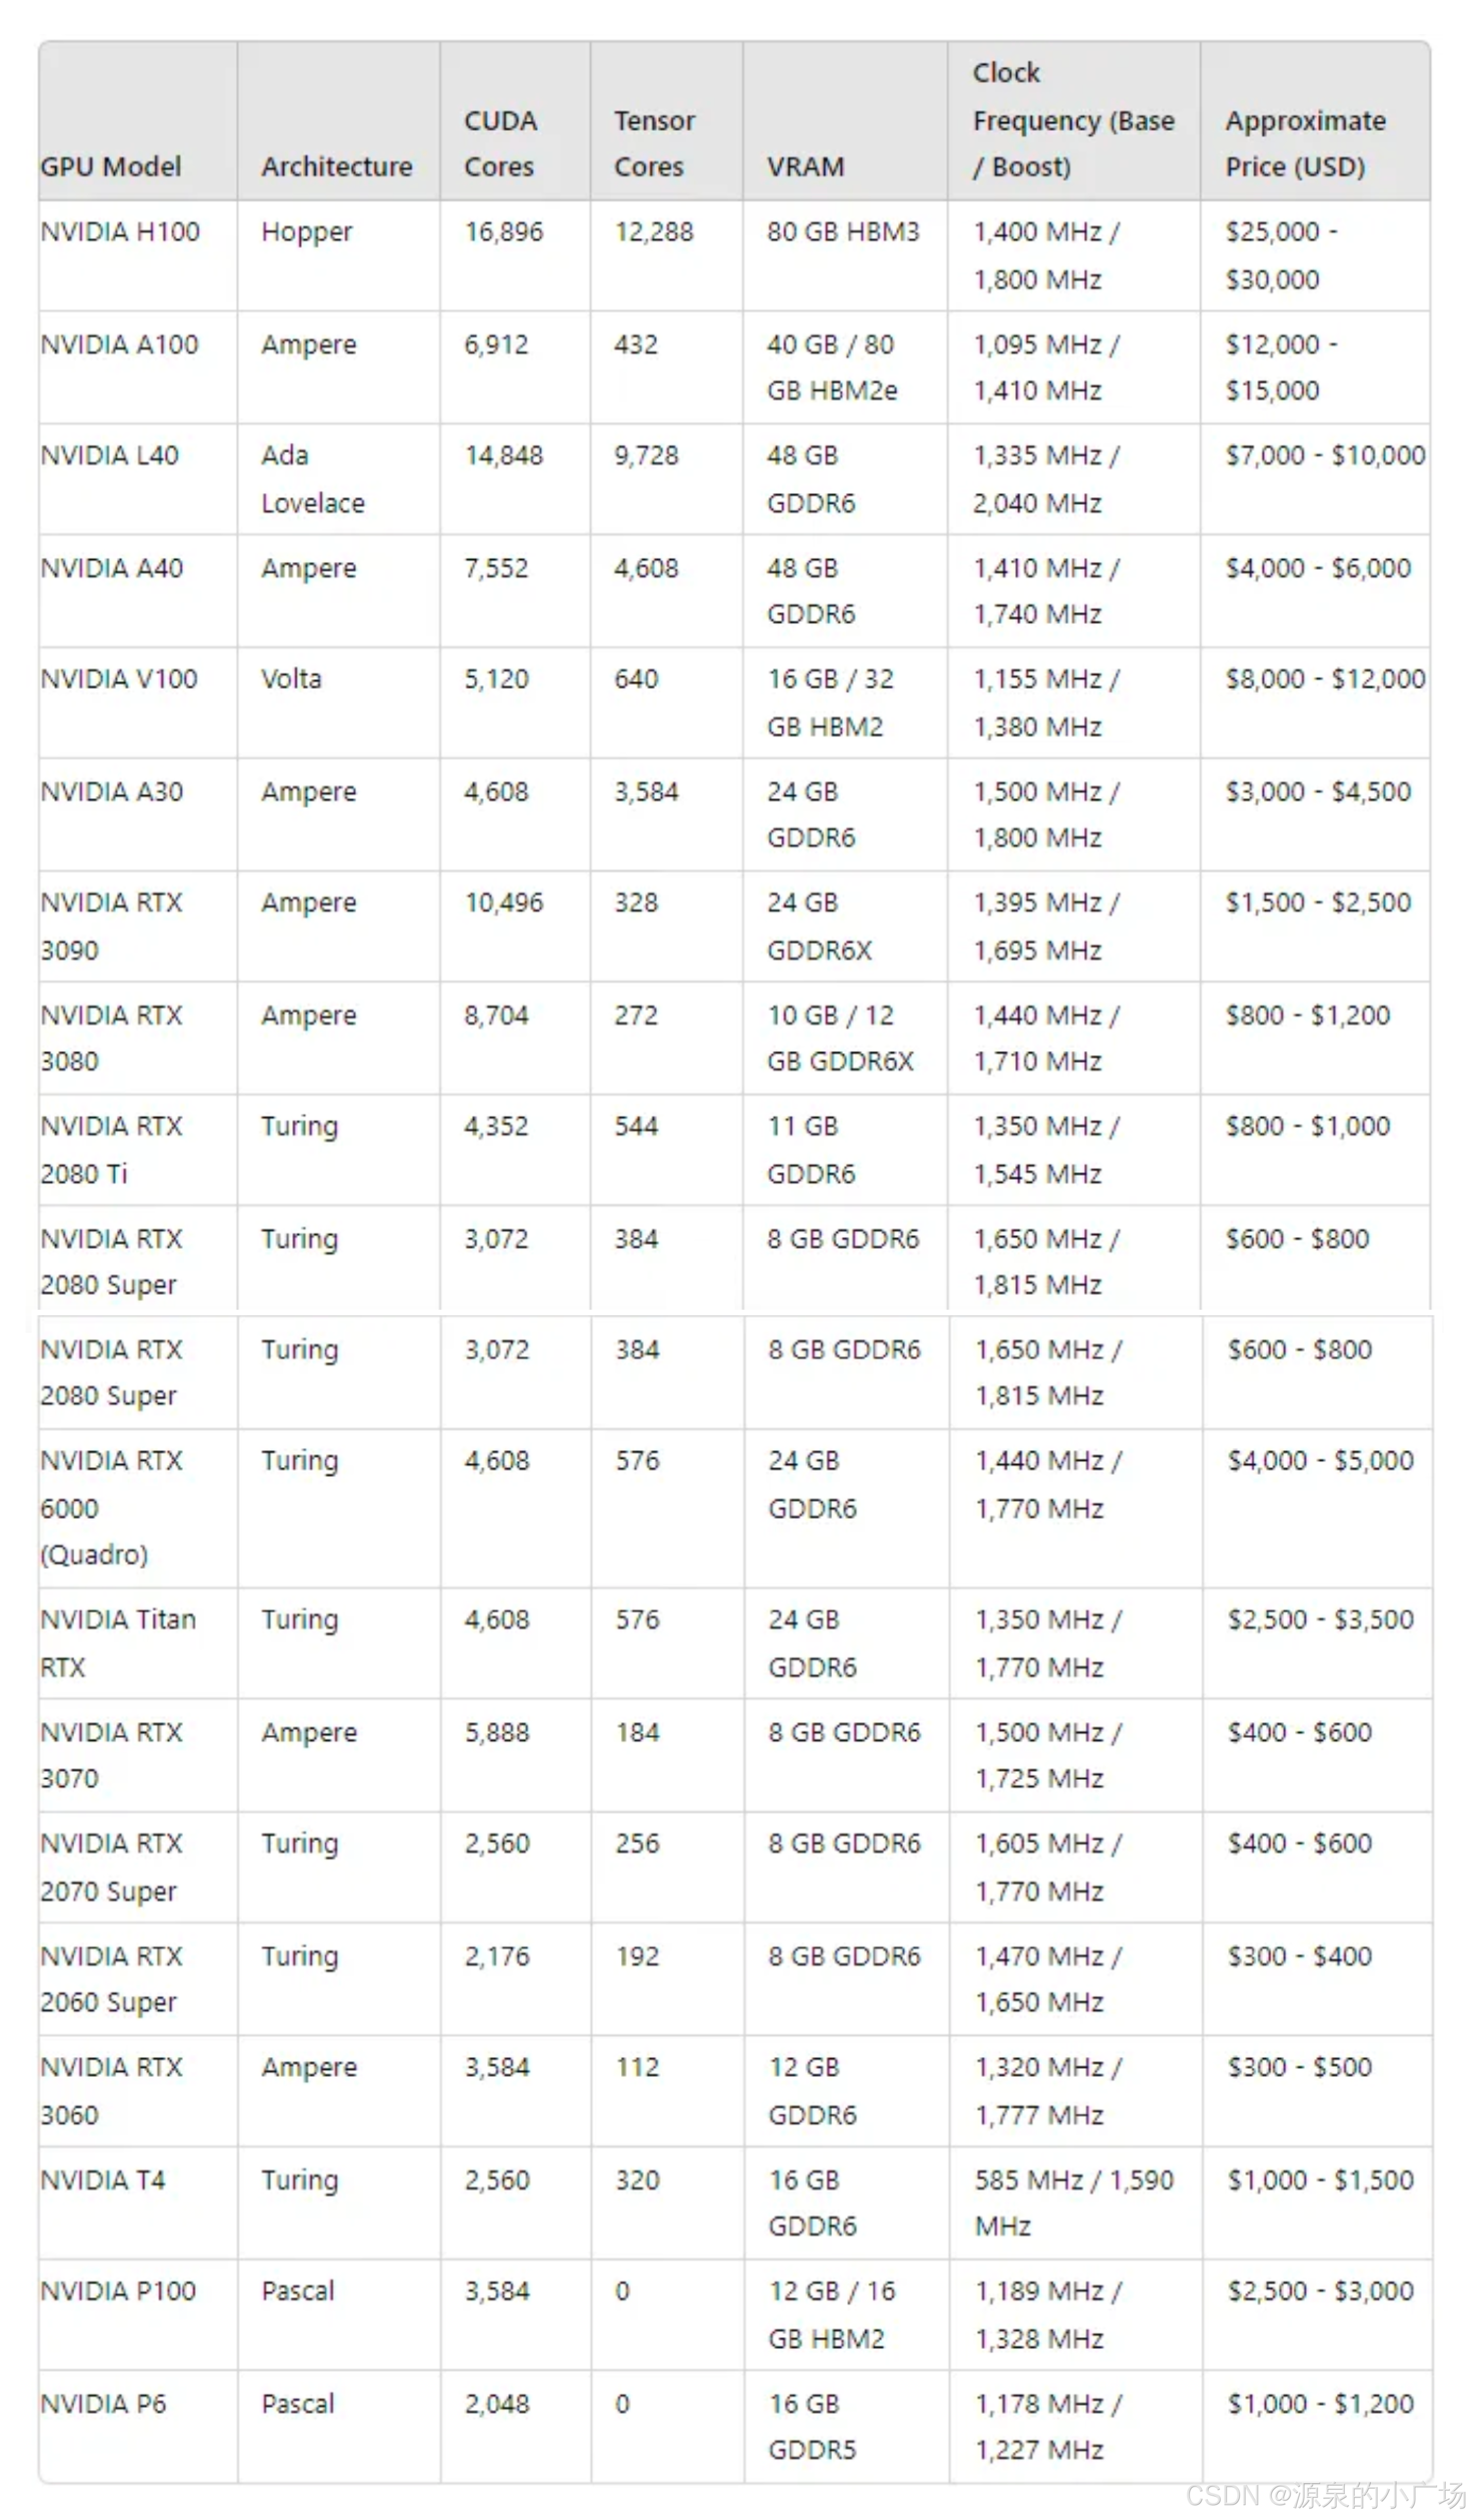 GPU Model Architecture CUDA Cores Tensor Cores VRAM Clock Frequency (Base / Boost) Approximate Price (USD)
NVIDIA H100 Hopper 16,896 12,288 80 GB HBM3 1,400 MHz / 1,800 MHz $25,000 - $30,000
NVIDIA A100 Ampere 6,912 432 40 GB / 80 GB HBM2e 1,095 MHz / 1,410 MHz $12,000 - $15,000
NVIDIA L40 Ada Lovelace 14,848 9,728 48 GB GDDR6 1,335 MHz / 2,040 MHz $7,000 - $10,000
NVIDIA A40 Ampere 7,552 4,608 48 GB GDDR6 1,410 MHz / 1,740 MHz $4,000 - $6,000
NVIDIA V100 Volta 5,120 640 16 GB / 32 GB HBM2 1,155 MHz / 1,380 MHz $8,000 - $12,000
NVIDIA A30 Ampere 4,608 3,584 24 GB GDDR6 1,500 MHz / 1,800 MHz $3,000 - $4,500
NVIDIA RTX 3090 Ampere 10,496 328 24 GB GDDR6X 1,395 MHz / 1,695 MHz $1,500 - $2,500
NVIDIA RTX 3080 Ampere 8,704 272 10 GB / 12 GB GDDR6X 1,440 MHz / 1,710 MHz $800 - $1,200
NVIDIA RTX 2080 Ti Turing 4,352 544 11 GB GDDR6 1,350 MHz / 1,545 MHz $800 - $1,000
NVIDIA RTX 2080 Super Turing 3,072 384 8 GB GDDR6 1,650 MHz / 1,815 MHz $600 - $800
NVIDIA RTX 2080 Super Turing 3,072 384 8 GB GDDR6 1,650 MHz / 1,815 MHz $600 - $800
NVIDIA RTX 6000 (Quadro) Turing 4,608 576 24 GB GDDR6 1,440 MHz / 1,770 MHz $4,000 - $5,000
NVIDIA Titan RTX Turing 4,608 576 24 GB GDDR6 1,350 MHz / 1,770 MHz $2,500 - $3,500
NVIDIA RTX 3070 Ampere 5,888 184 8 GB GDDR6 1,500 MHz / 1,725 MHz $400 - $600
NVIDIA RTX 2070 Super Turing 2,560 256 8 GB GDDR6 1,605 MHz / 1,770 MHz $400 - $600
NVIDIA RTX 2060 Super Turing 2,176 192 8 GB GDDR6 1,470 MHz / 1,650 MHz $300 - $400
NVIDIA RTX 3060 Ampere 3,584 112 12 GB GDDR6 1,320 MHz / 1,777 MHz $300 - $500
NVIDIA T4 Turing 2,560 320 16 GB GDDR6 585 MHz / 1,590 MHz $1,000 - $1,500
NVIDIA P100 Pascal 3,584 0 12 GB / 16 GB HBM2 1,189 MHz / 1,328 MHz $2,500 - $3,000
NVIDIA P6 Pascal 2,048 0 16 GB GDDR5 1,178 MHz / 1,227 MHz $1,000 - $1,200
CSDN @源泉的小广场